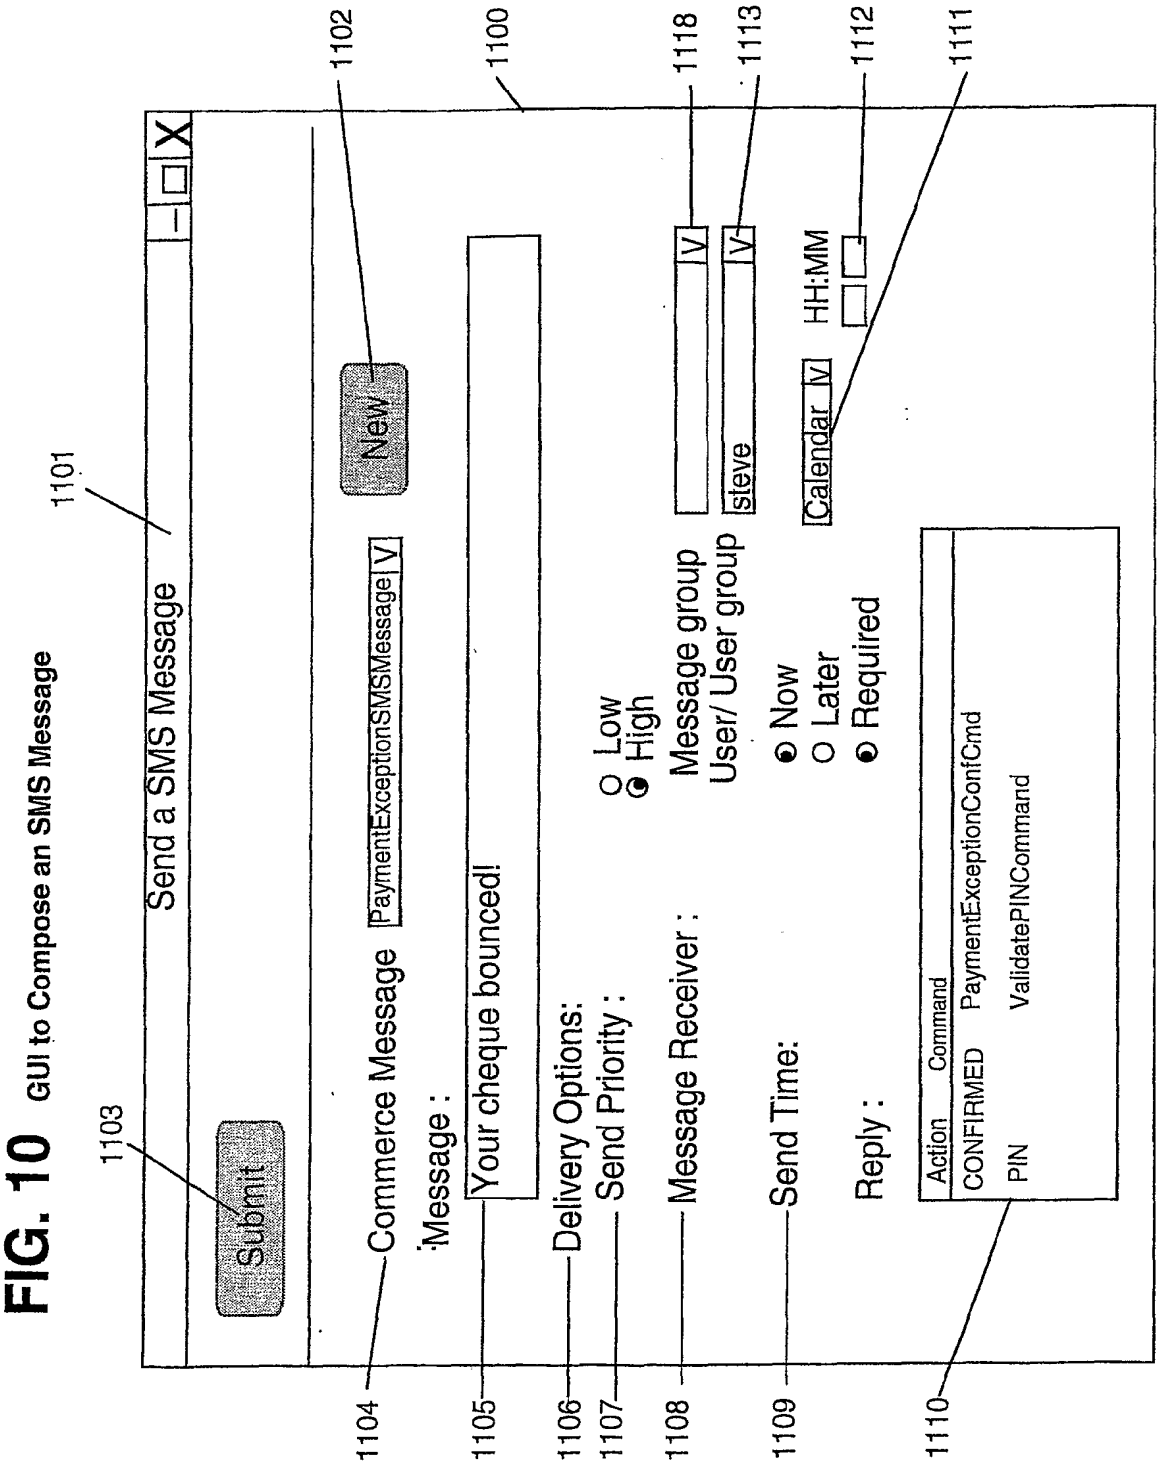 FIG. 10 GUI to Compose an SMS Message
1101
1103
1102
1100
Send a SMS Message – □ X
Submit
1104 Commerce Message PaymentExceptionSMSMessage V New
Message :
1105 Your cheque bounced!
1106 Delivery Options:
1107 Send Priority : Low
High
1108 Message Receiver : Message group V 1118
User/ User group steve V 1113
1109 Send Time: Now Calendar V HH:MM 1112
Later 1111
Reply : Required
Action Command
CONFIRMED PaymentExceptionConfCmd
PIN ValidatePINCommand
1110